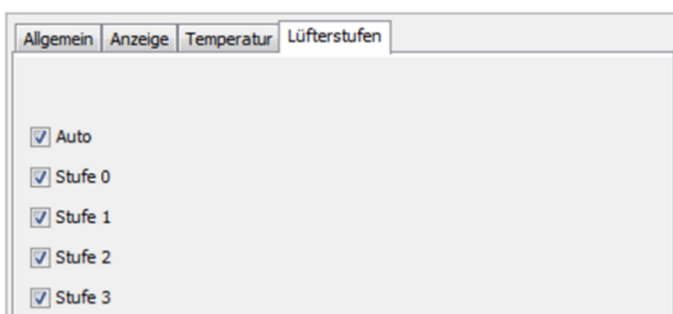 Allgemein Anzeige Temperatur Lüfterstufen
Auto
Stufe 0
Stufe 1
Stufe 2
Stufe 3